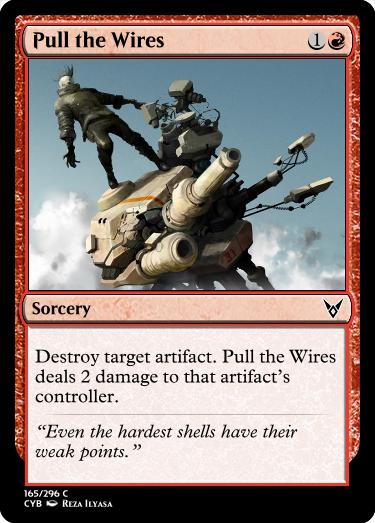 Pull the Wires 1
Sorcery
Destroy target artifact. Pull the Wires
deals 2 damage to that artifact's
controller.
“Even the hardest shells have their
weak points.”
165/296 C
CYB Reza Ilyasa